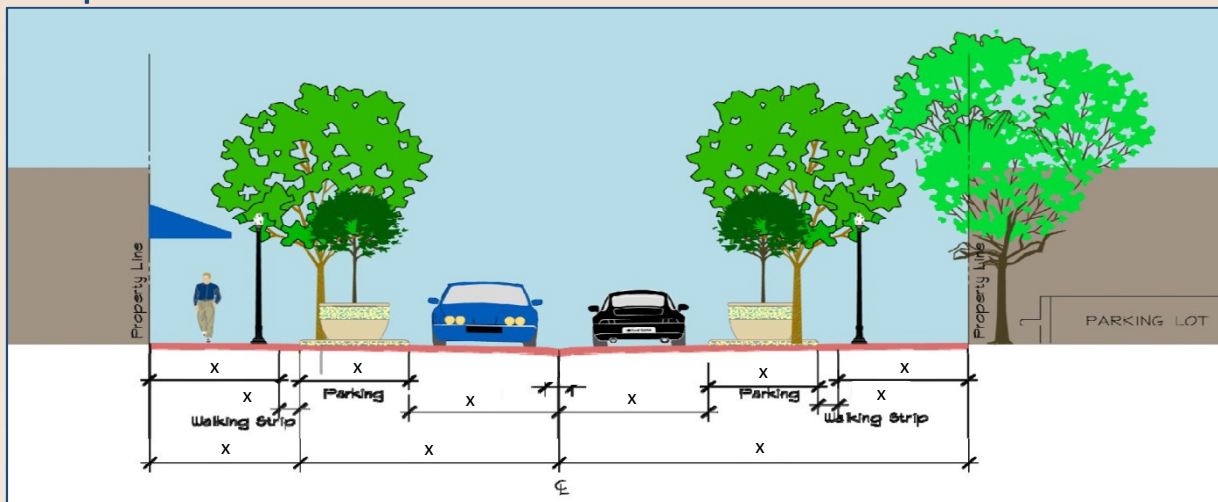 Property Line
Property Line
PARKING LOT
x
x
x
x
Parking
Parking
x
x
x
x
Walking Strip
Walking Strip
x
x
x
℄